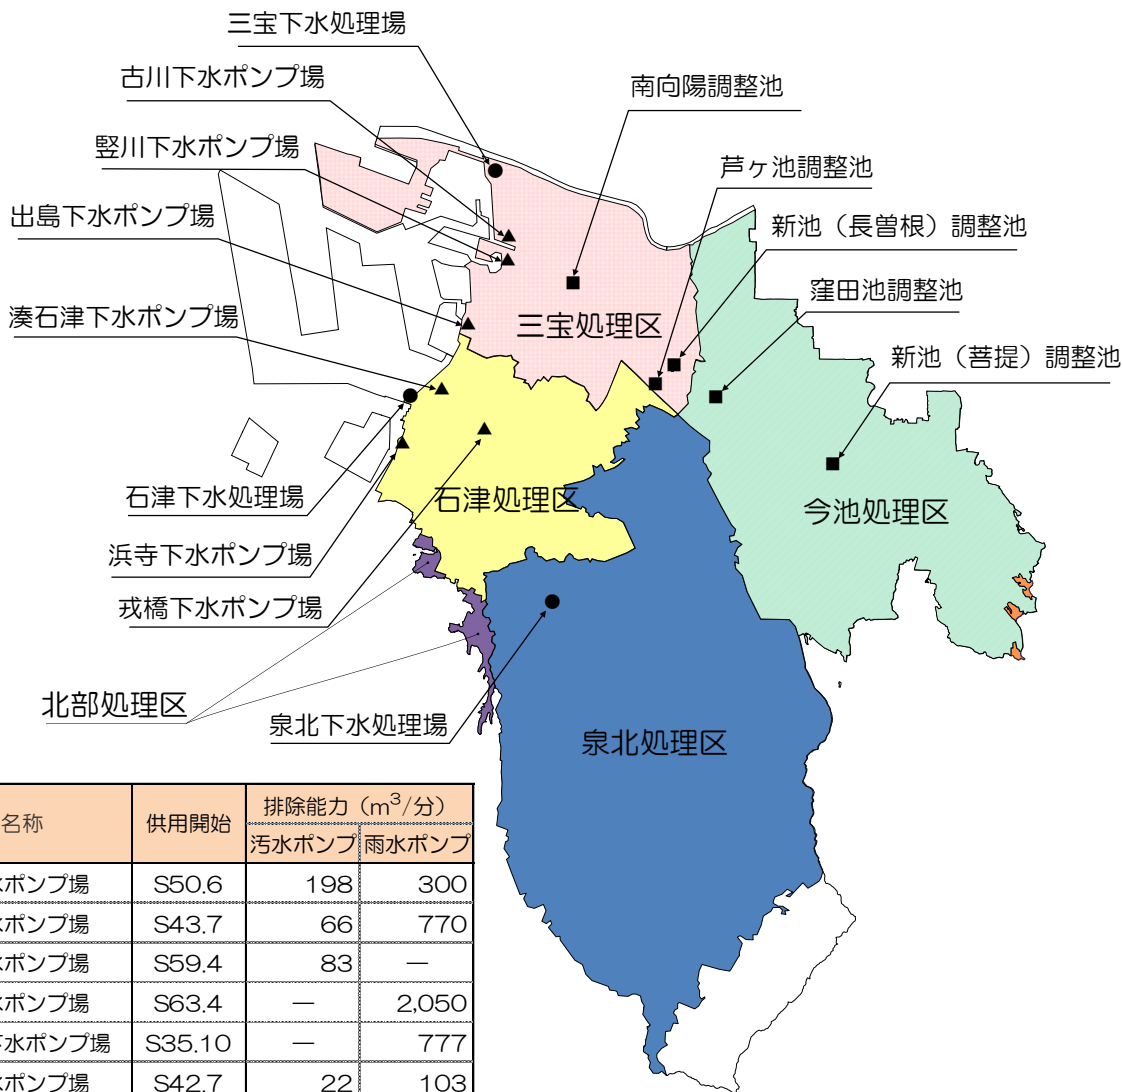 三宝下水処理場
古川下水ポンプ場
南向陽調整池
竪川下水ポンプ場
芦ヶ池調整池
出島下水ポンプ場
新池（長曽根）調整池
窪田池調整池
湊石津下水ポンプ場
三宝処理区
新池（菩提）調整池
石津下水処理場
石津処理区
今池処理区
浜寺下水ポンプ場
戎橋下水ポンプ場
北部処理区
泉北下水処理場
泉北処理区
名称 供用開始 排除能力（m³/分）
汚水ポンプ 雨水ポンプ
水ポンプ場 S50.6 198 300
水ポンプ場 S43.7 66 770
水ポンプ場 S59.4 83 －
水ポンプ場 S63.4 － 2,050
下水ポンプ場 S35.10 － 777
水ポンプ場 S42.7 22 103